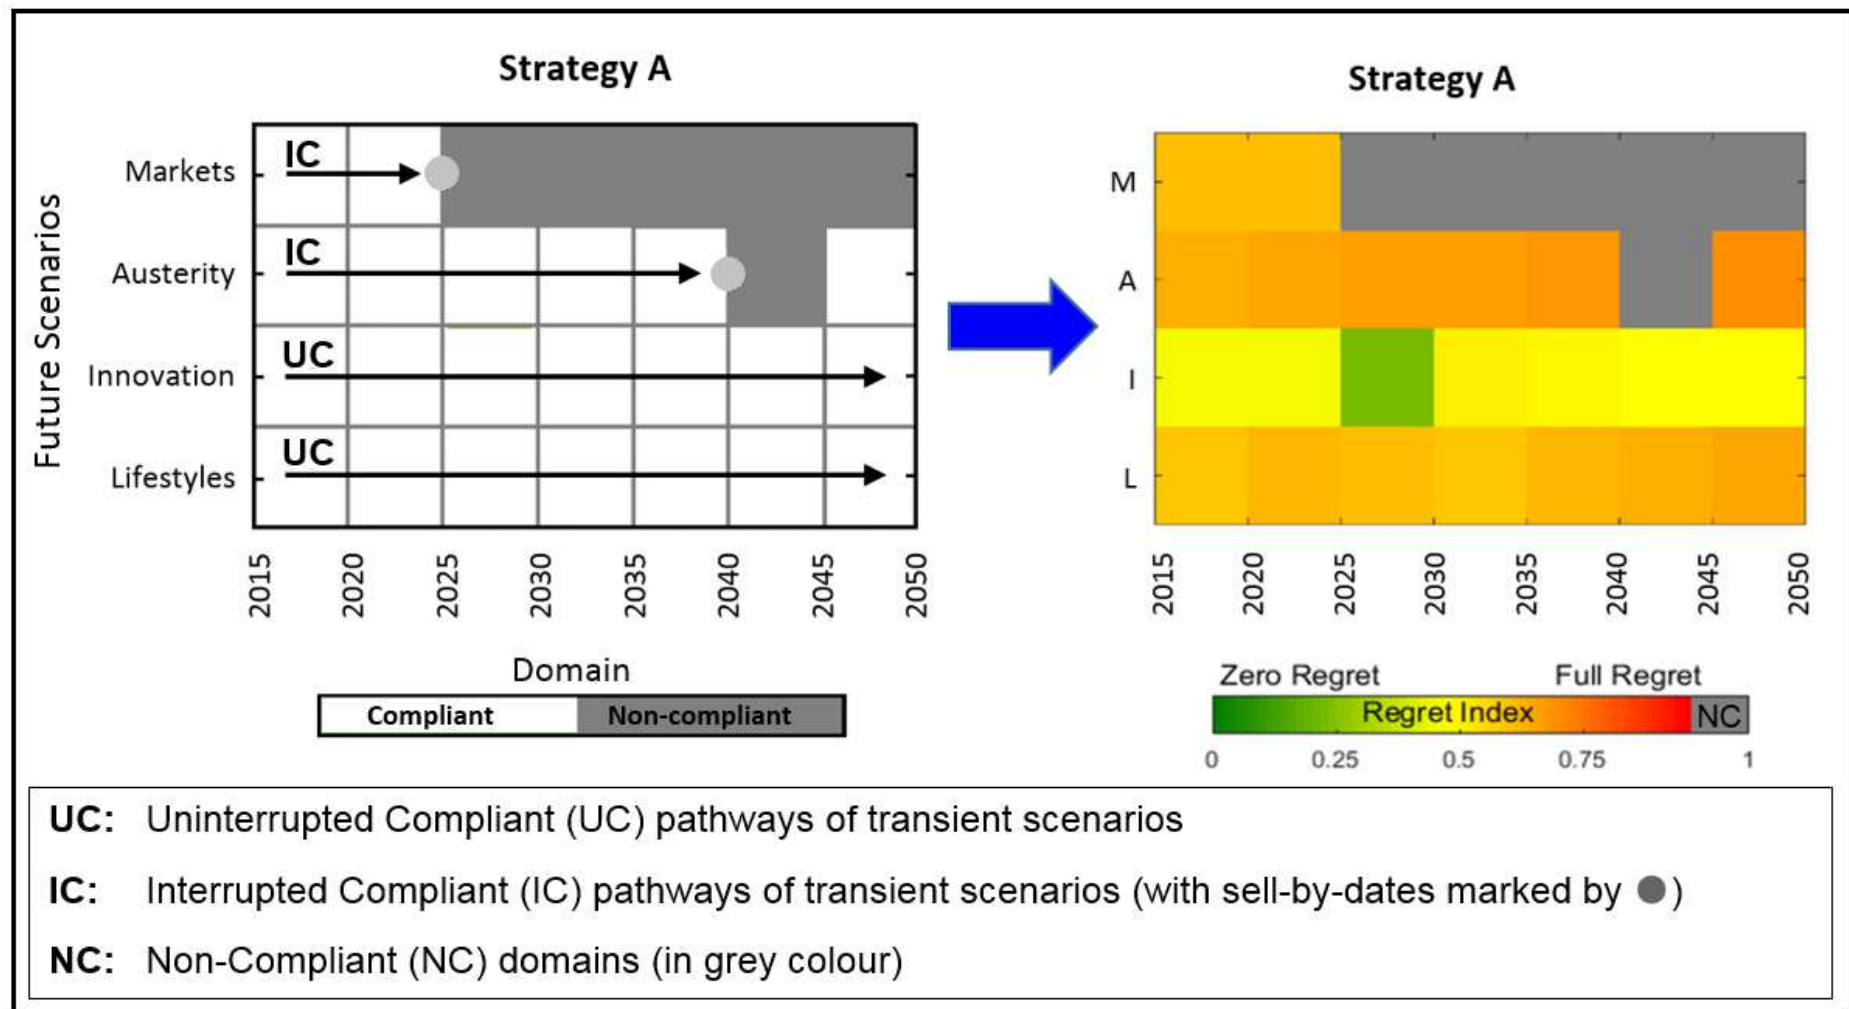 Strategy A
Future Scenarios
Markets
Austerity
Innovation
Lifestyles
IC
IC
UC
UC
2015 2020 2025 2030 2035 2040 2045 2050
Domain
Compliant Non-compliant
Strategy A
M
A
I
L
2015 2020 2025 2030 2035 2040 2045 2050
Zero Regret Full Regret
Regret Index NC
0 0.25 0.5 0.75 1
UC: Uninterrupted Compliant (UC) pathways of transient scenarios
IC: Interrupted Compliant (IC) pathways of transient scenarios (with sell-by-dates marked by ●)
NC: Non-Compliant (NC) domains (in grey colour)